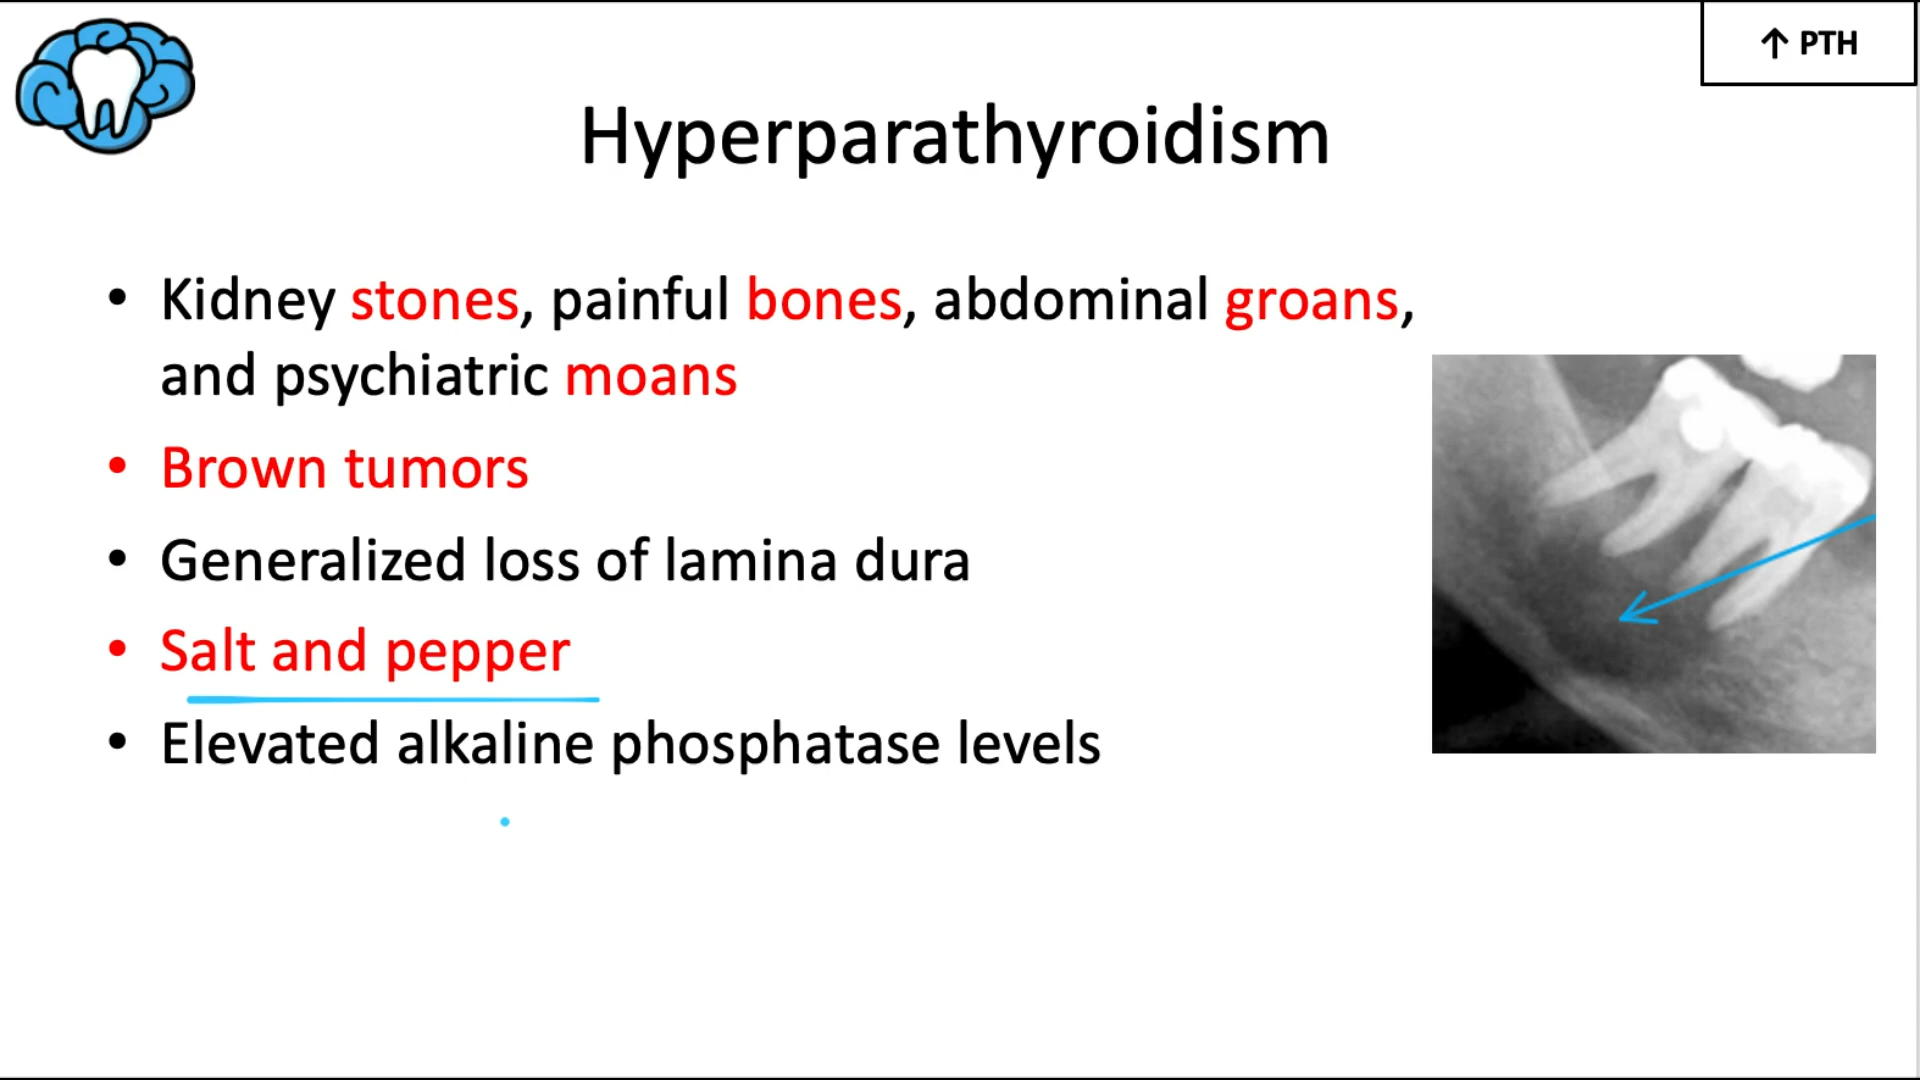 ↑ PTH
Hyperparathyroidism
• Kidney stones, painful bones, abdominal groans,
and psychiatric moans
• Brown tumors
• Generalized loss of lamina dura
• Salt and pepper
• Elevated alkaline phosphatase levels